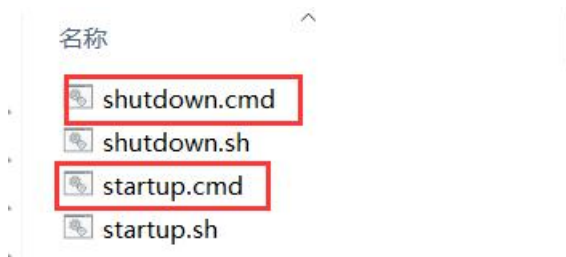 名称
shutdown.cmd
shutdown.sh
startup.cmd
startup.sh